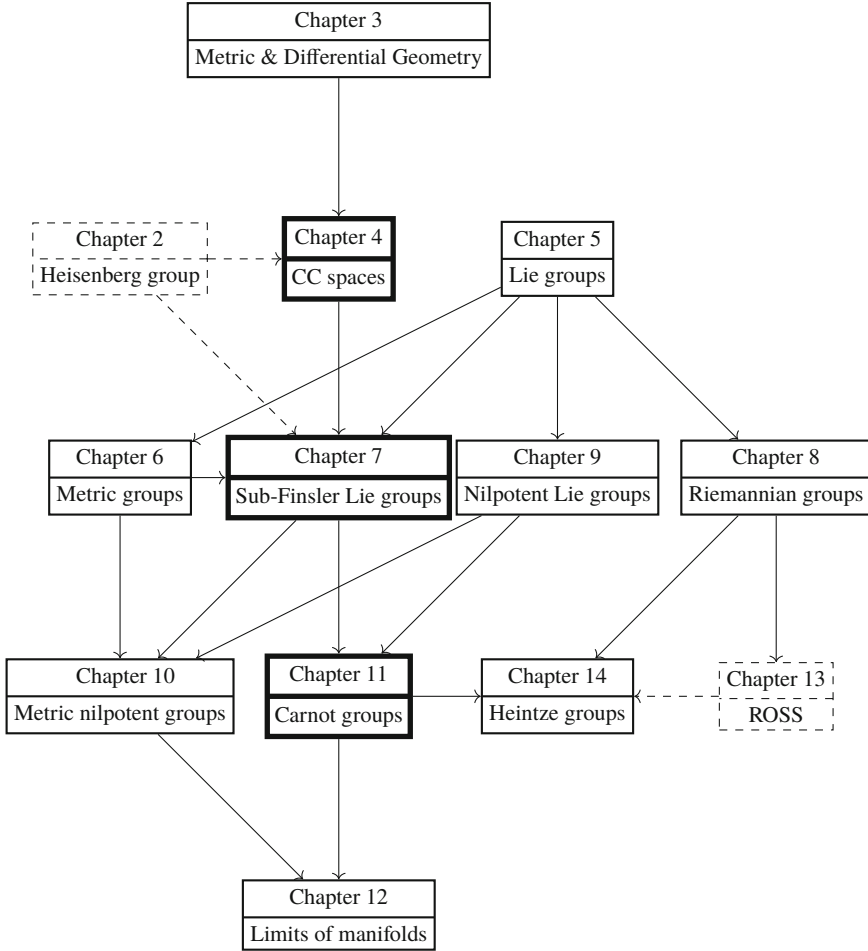 Chapter 3
Metric & Differential Geometry
Chapter 2
Heisenberg group
Chapter 4
CC spaces
Chapter 5
Lie groups
Chapter 6
Metric groups
Chapter 7
Sub-Finsler Lie groups
Chapter 9
Nilpotent Lie groups
Chapter 8
Riemannian groups
Chapter 10
Metric nilpotent groups
Chapter 11
Carnot groups
Chapter 14
Heintze groups
Chapter 13
ROSS
Chapter 12
Limits of manifolds